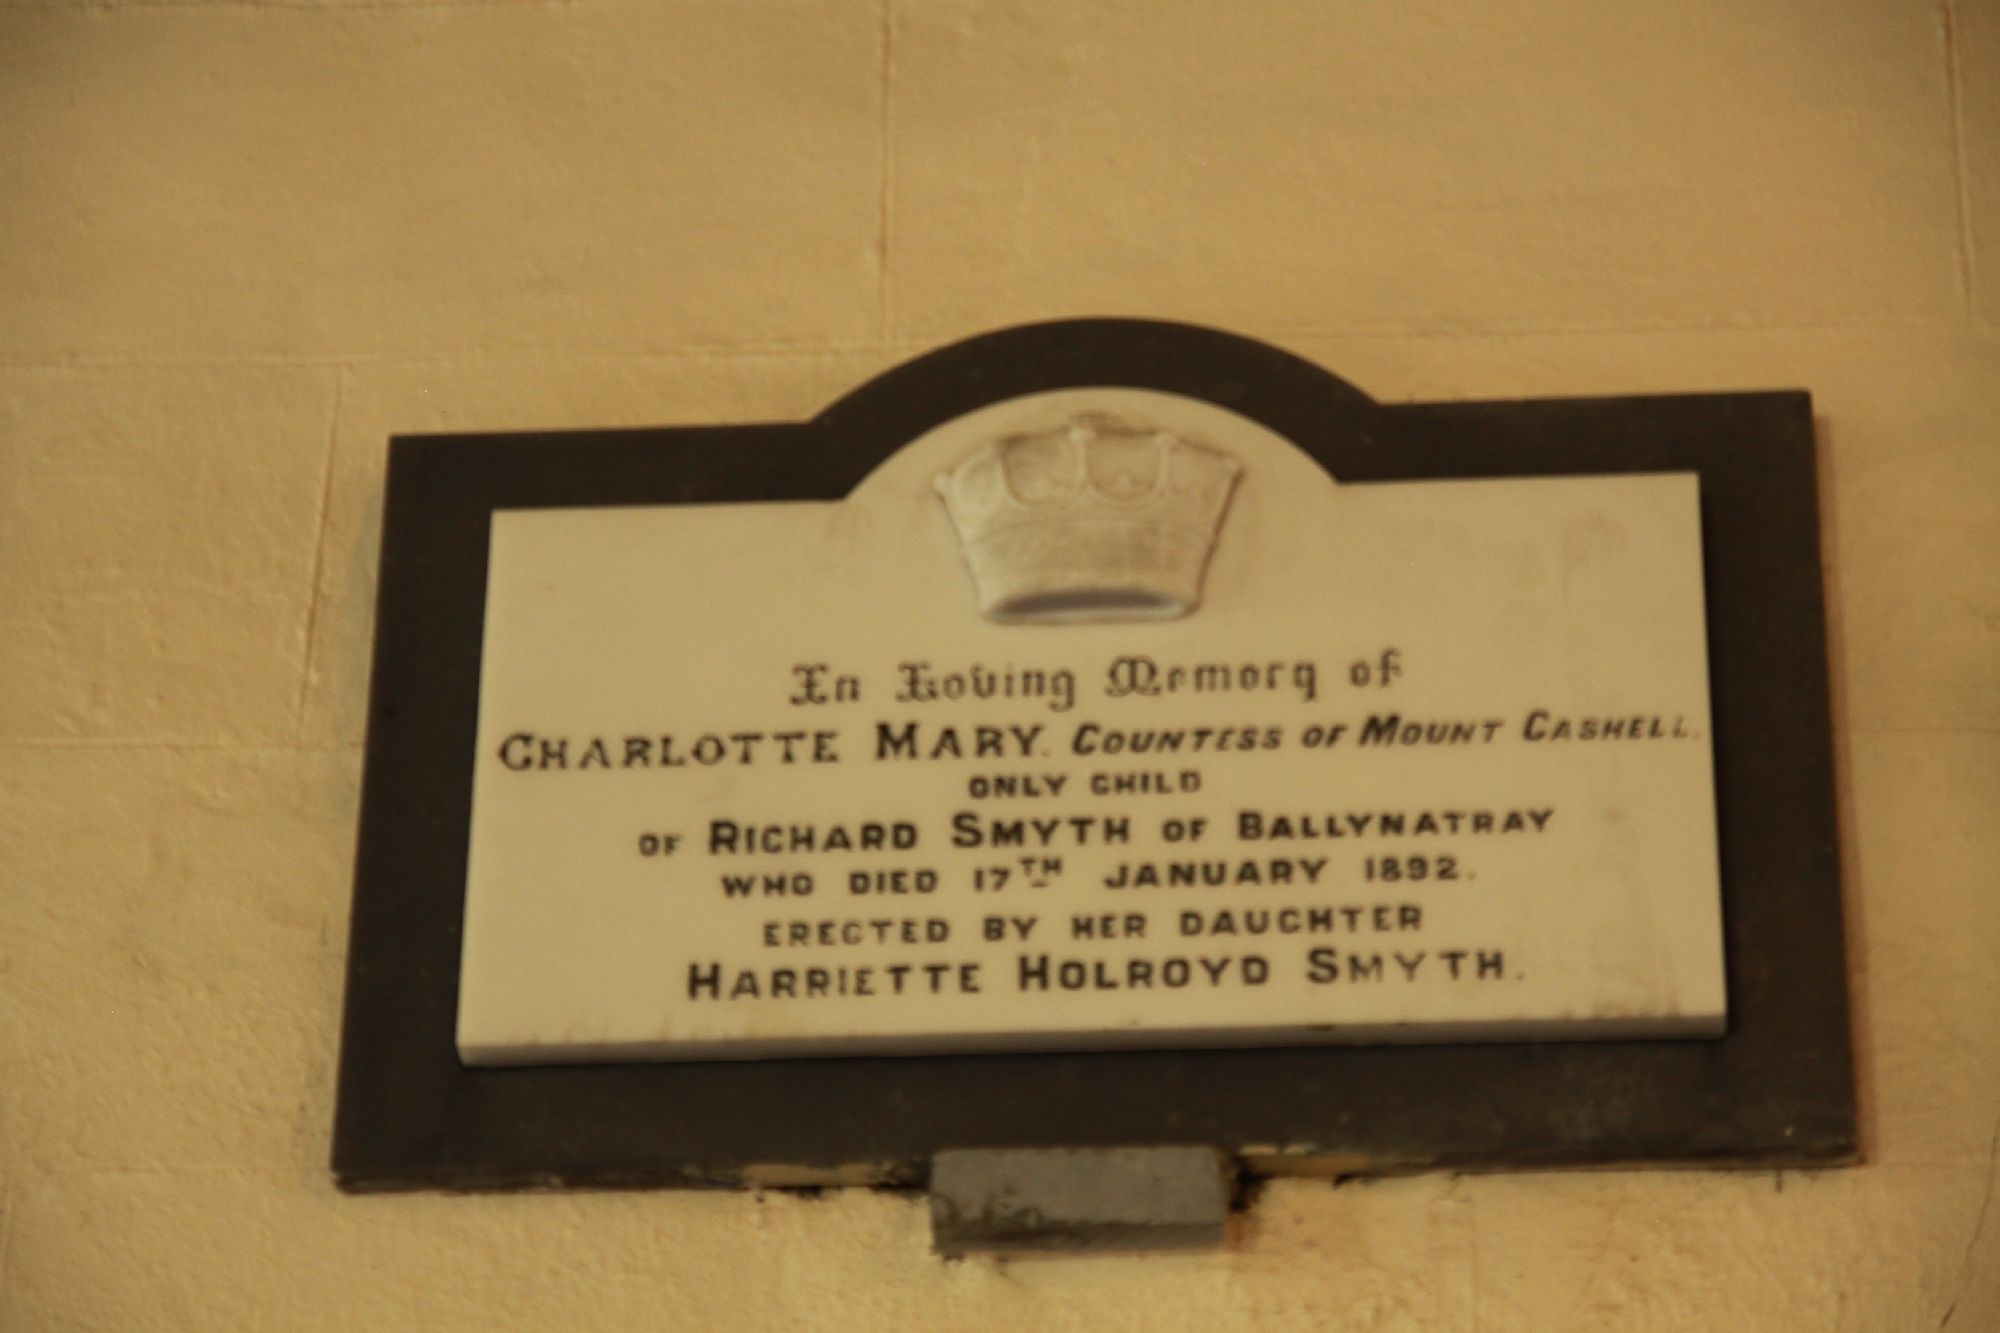 In Loving Memory of
CHARLOTTE MARY. COUNTESS OF MOUNT CASHELL.
ONLY CHILD
OF RICHARD SMYTH OF BALLYNATRAY
WHO DIED 17TH JANUARY 1892.
ERECTED BY HER DAUGHTER
HARRIETTE HOLROYD SMYTH.